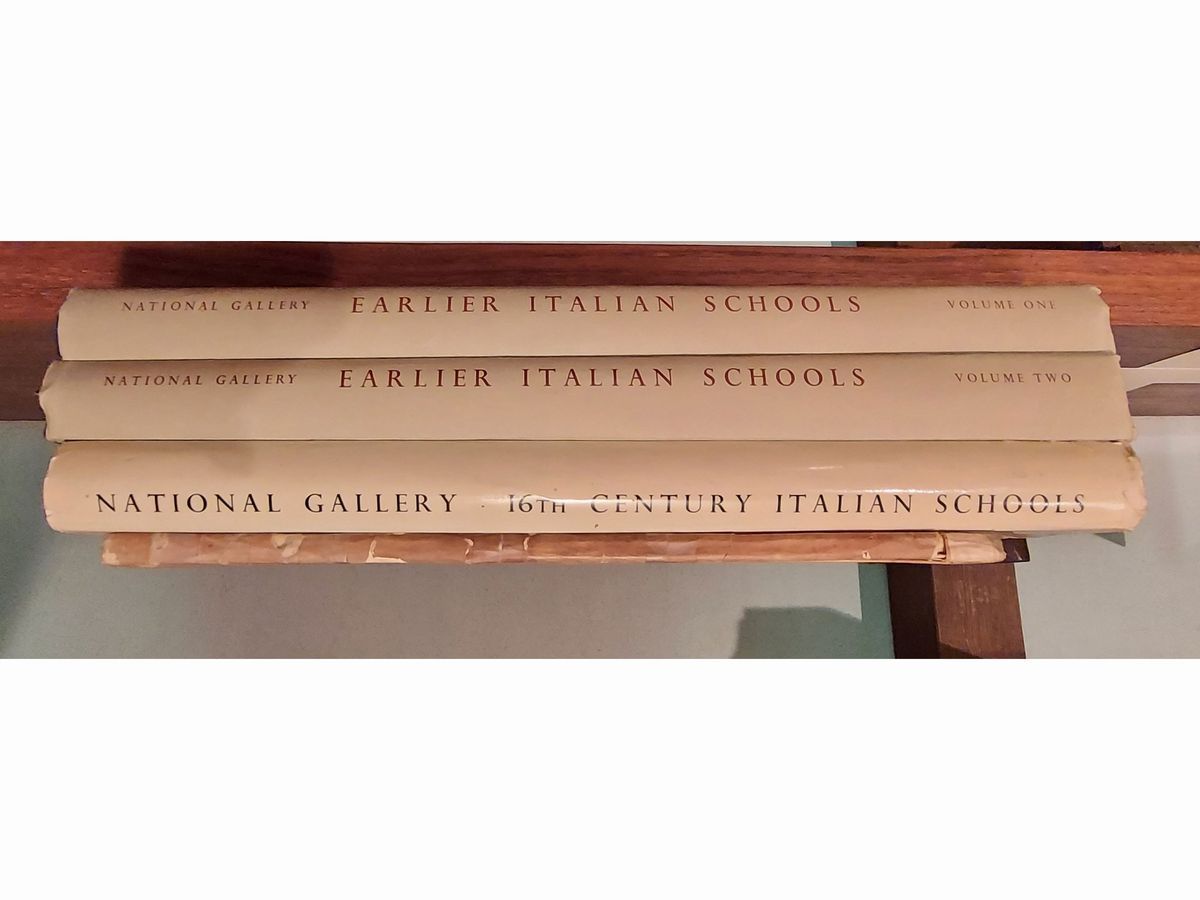 NATIONAL GALLERY EARLIER ITALIAN SCHOOLS VOLUME ONE
NATIONAL GALLERY EARLIER ITALIAN SCHOOLS VOLUME TWO
NATIONAL GALLERY 16TH CENTURY ITALIAN SCHOOLS